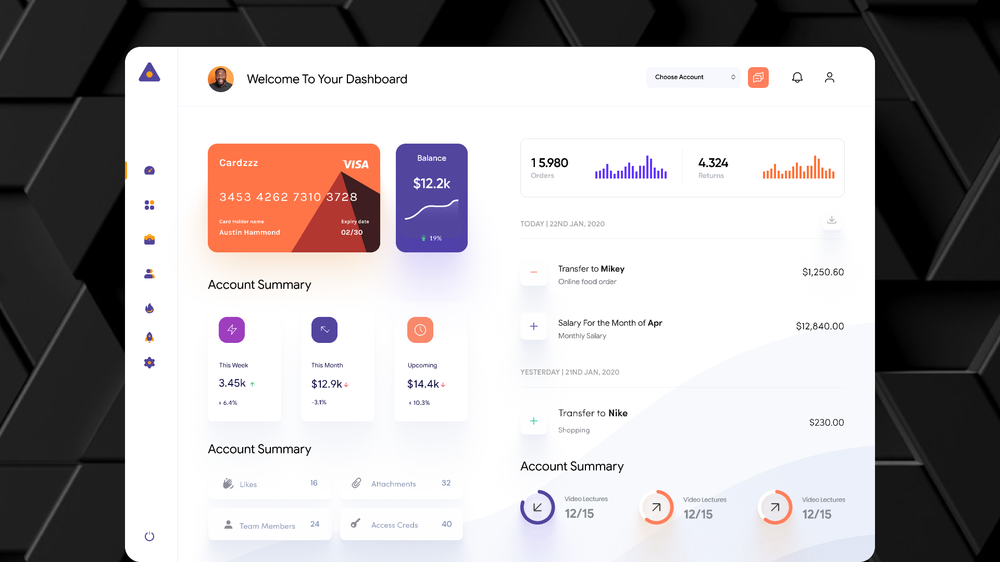 Welcome To Your Dashboard
Choose Account
Cardzzz
VISA
3453 4262 7310 3728
Card Holder name
Expiry date
Austin Hammond
02/30
Balance
$12.2k
19%
15.980
Orders
4.324
Returns
TODAY | 22ND JAN, 2020
Transfer to Mikey
Online food order
$1,250.60
Salary For the Month of Apr
Monthly Salary
$12,840.00
YESTERDAY | 21ND JAN, 2020
Transfer to Nike
Shopping
$230.00
Account Summary
This Week
3.45k
+ 6.4%
This Month
$12.9k
-3.1%
Upcoming
$14.4k
+ 10.3%
Account Summary
Likes
16
Attachments
32
Team Members
24
Access Creds
40
Account Summary
Video Lectures
12/15
Video Lectures
12/15
Video Lectures
12/15